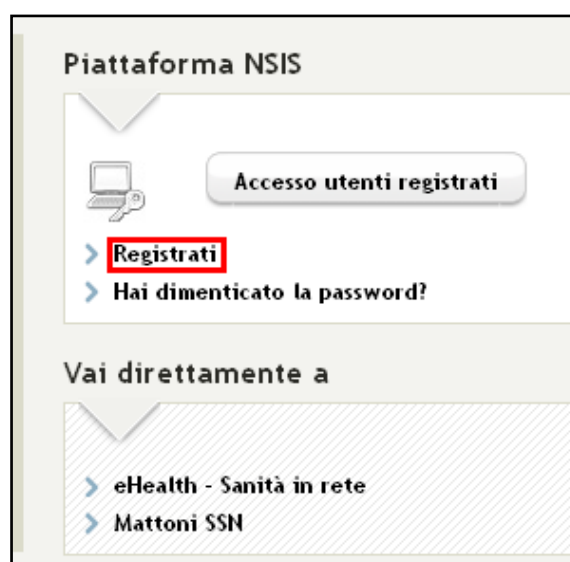 Piattaforma NSIS
Accesso utenti registrati
Registrati
Hai dimenticato la password?
Vai direttamente a
eHealth - Sanità in rete
Mattoni SSN